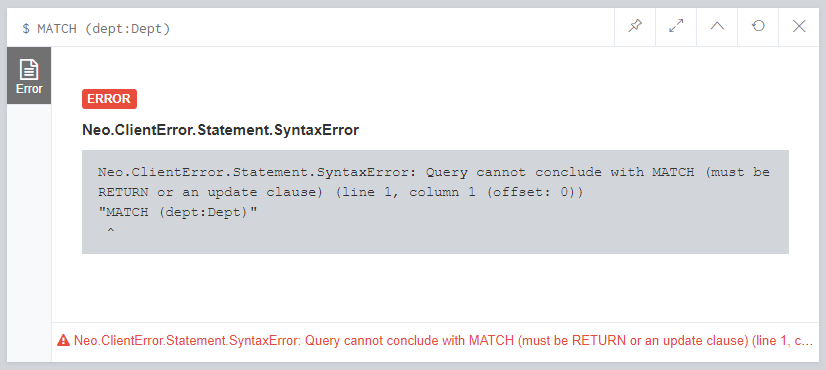 $ MATCH (dept:Dept)
Error
ERROR
Neo.ClientError.Statement.SyntaxError
Neo.ClientError.Statement.SyntaxError: Query cannot conclude with MATCH (must be
RETURN or an update clause) (line 1, column 1 (offset: 0))
"MATCH (dept:Dept)"
^
Neo.ClientError.Statement.SyntaxError: Query cannot conclude with MATCH (must be RETURN or an update clause) (line 1, c...